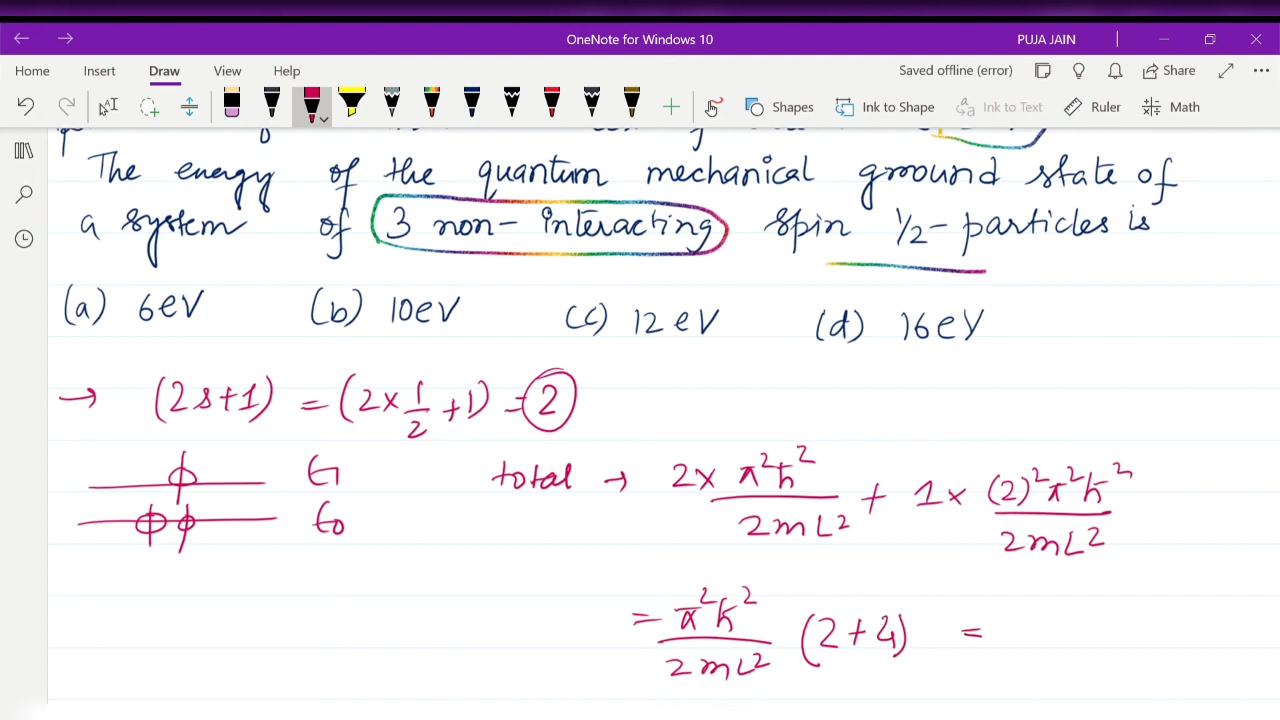 OneNote for Windows 10
PUJA JAIN
Home Insert Draw View Help
Saved offline (error) Share
Shapes Ink to Shape Ink to Text Ruler Math
The energy of the quantum mechanical ground state of
a system of 3 non-interacting spin 1/2-particles is
(a) 6eV (b) 10eV (c) 12eV (d) 16eV
→ (2s+1) = (2×1/2+1) = 2
E1
E0
total → 2× π²ħ²/2mL² + 1× (2)²π²ħ²/2mL²
= π²ħ²/2mL² (2+4) =